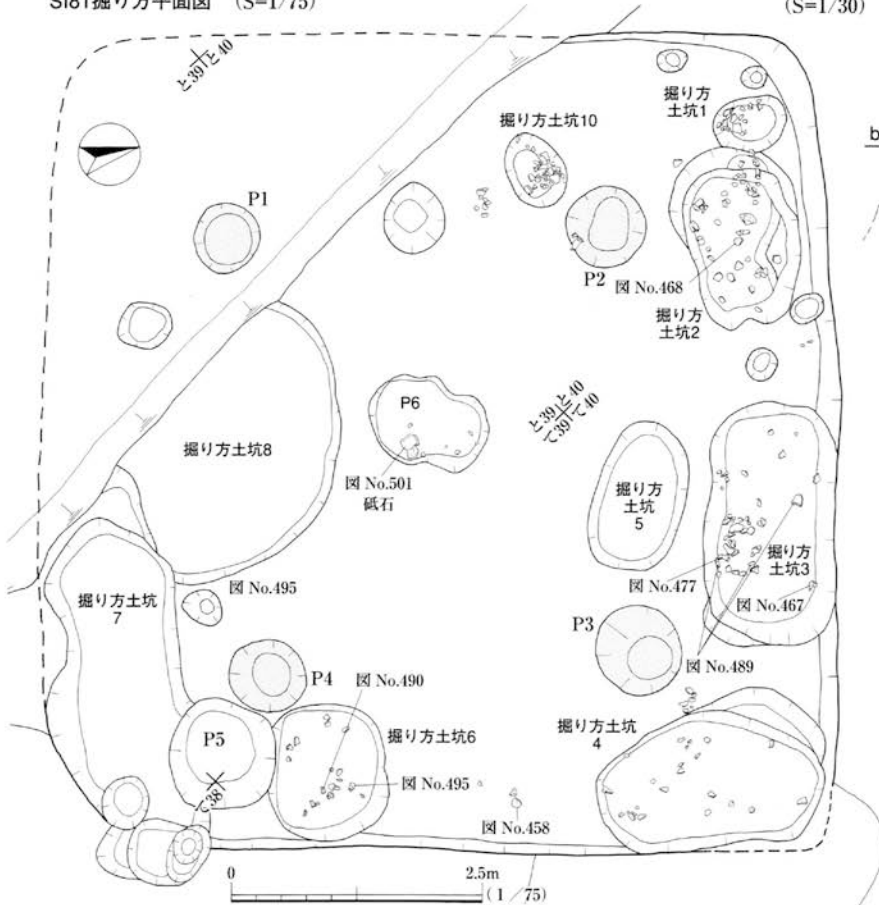 SI81掘り方平面図 (S=1/75)
(S=1/30)
と39 と40
掘り方
土坑1
掘り方土坑10
b
P1
P2
図 No.468
掘り方
土坑2
と39 と40
て39 て40
P6
図 No.501
砥石
掘り方土坑8
掘り方
土坑
5
掘り方
土坑3
図 No.477
図 No.467
図 No.495
掘り方土坑
7
P3
図 No.489
P4
図 No.490
掘り方土坑
4
P5
掘り方土坑6
図 No.495
38
図 No.458
0
2.5m
(1/75)